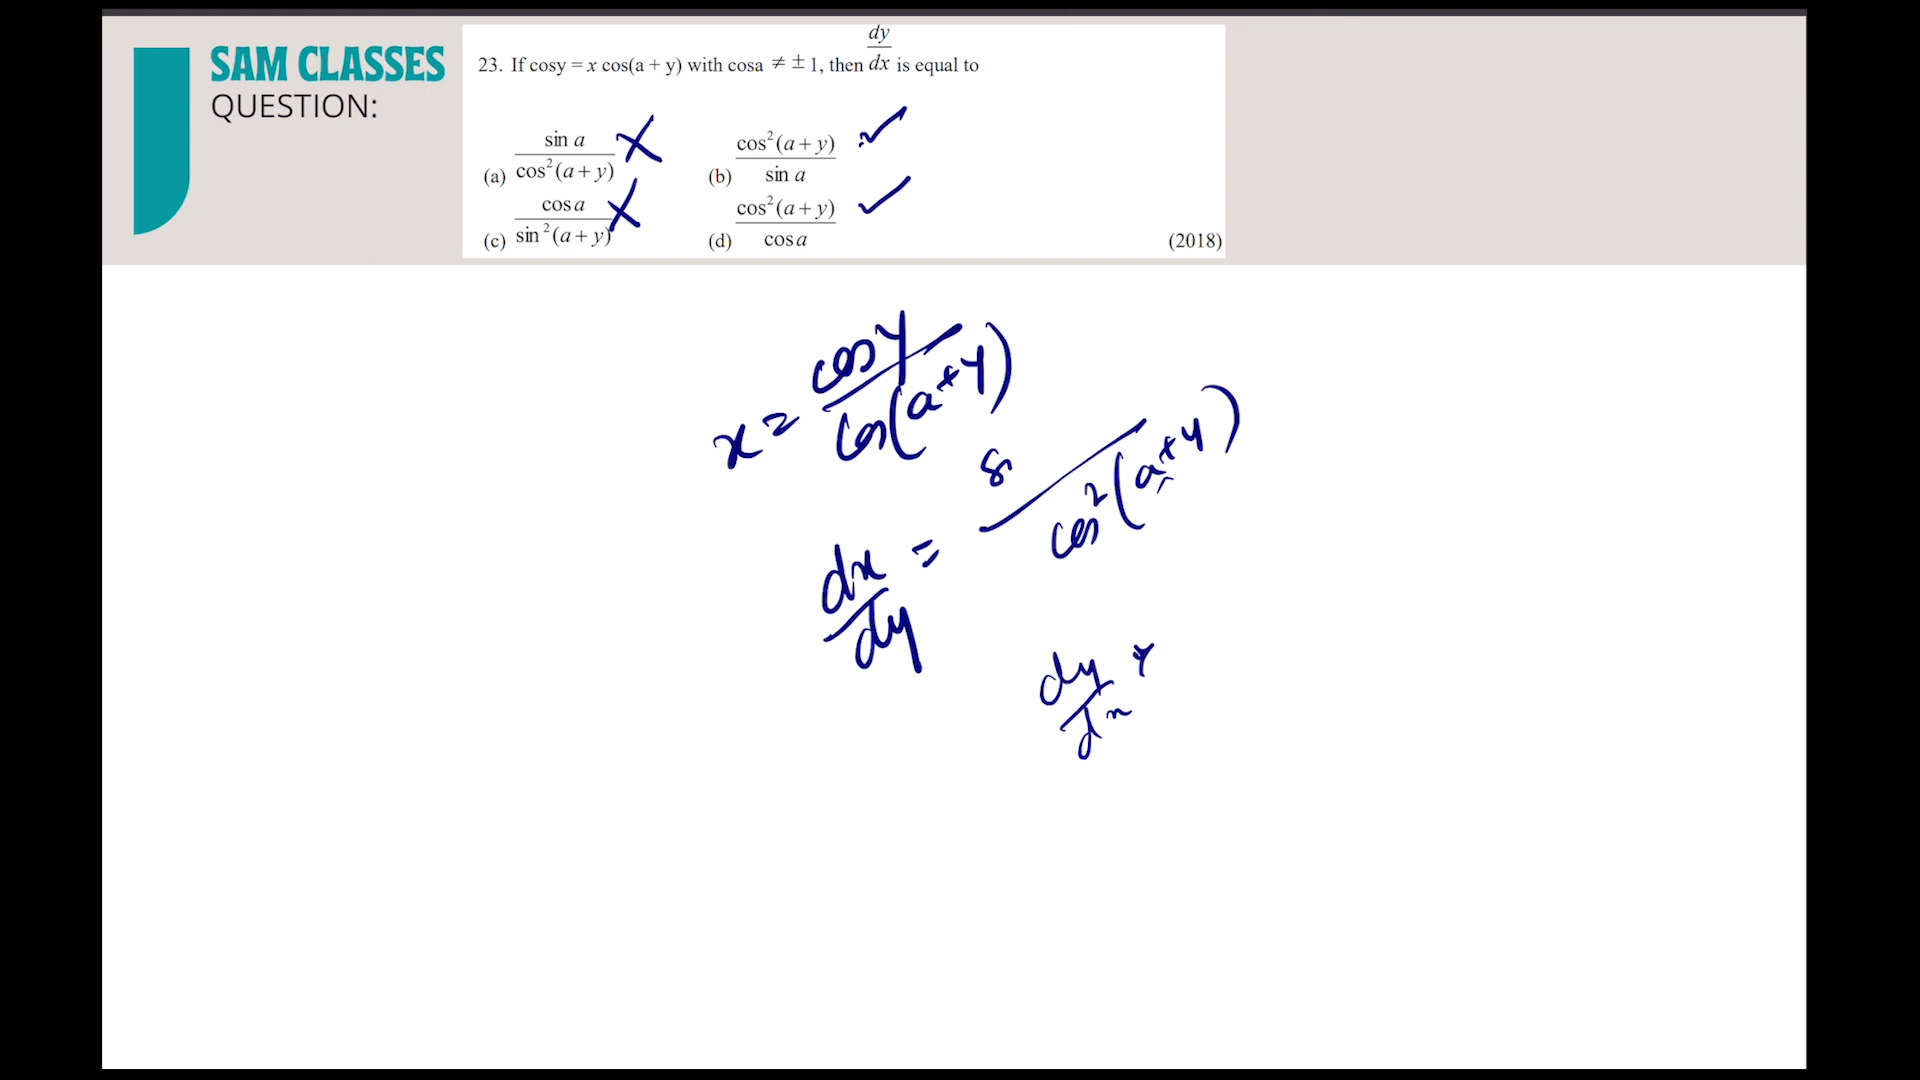 SAM CLASSES
QUESTION:
23. If cosy = x cos(a + y) with cosa ≠ ± 1, then dy/dx is equal to
(a) sin a / cos²(a + y) (b) cos²(a + y) / sin a
(c) cos a / sin²(a + y) (d) cos²(a + y) / cos a
(2018)
x = cos y / cos(a+y)
dx/dy = / cos²(a+y)
dy/dx